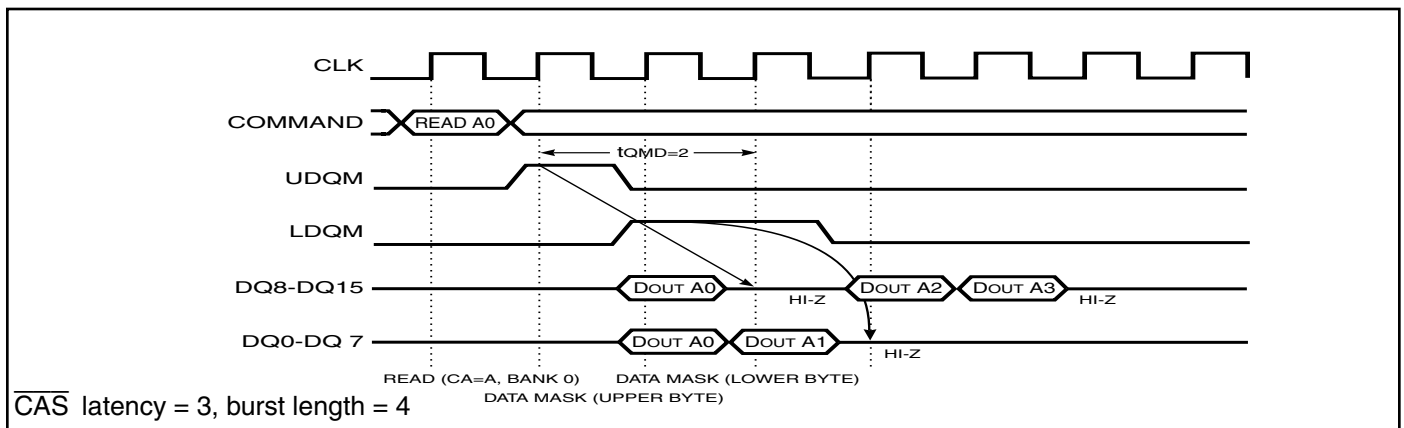 CLK
COMMAND
READ A0
tQMD=2
UDQM
LDQM
DQ8-DQ15
DOUT A0
HI-Z
DOUT A2
DOUT A3
HI-Z
DQ0-DQ 7
DOUT A0
DOUT A1
HI-Z
READ (CA=A, BANK 0)
DATA MASK (LOWER BYTE)
DATA MASK (UPPER BYTE)
CAS latency = 3, burst length = 4